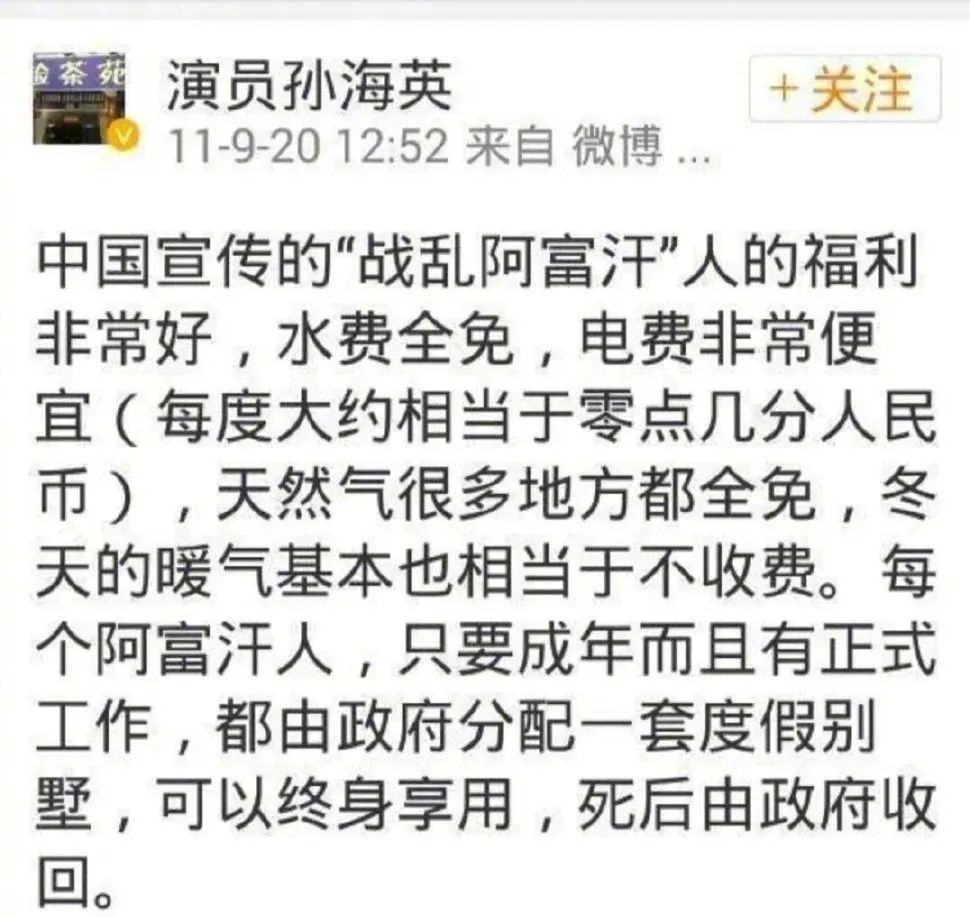 演员孙海英
+关注
11-9-20 12:52 来自 微博 ...
中国宣传的“战乱阿富汗”人的福利
非常好，水费全免，电费非常便
宜（每度大约相当于零点几分人民
币），天然气很多地方都全免，冬
天的暖气基本也相当于不收费。每
个阿富汗人，只要成年而且有正式
工作，都由政府分配一套度假别
墅，可以终身享用，死后由政府收
回。